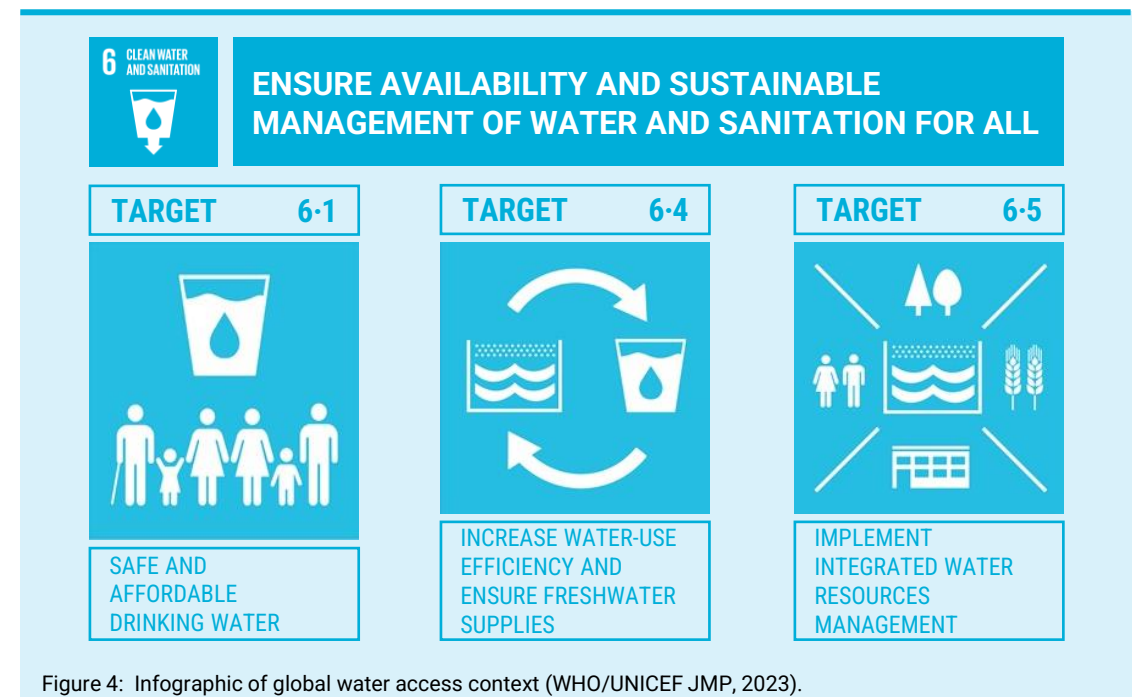 6 CLEAN WATER
AND SANITATION
ENSURE AVAILABILITY AND SUSTAINABLE
MANAGEMENT OF WATER AND SANITATION FOR ALL
TARGET 6·1
SAFE AND
AFFORDABLE
DRINKING WATER
TARGET 6·4
INCREASE WATER-USE
EFFICIENCY AND
ENSURE FRESHWATER
SUPPLIES
TARGET 6·5
IMPLEMENT
INTEGRATED WATER
RESOURCES
MANAGEMENT
Figure 4: Infographic of global water access context (WHO/UNICEF JMP, 2023).